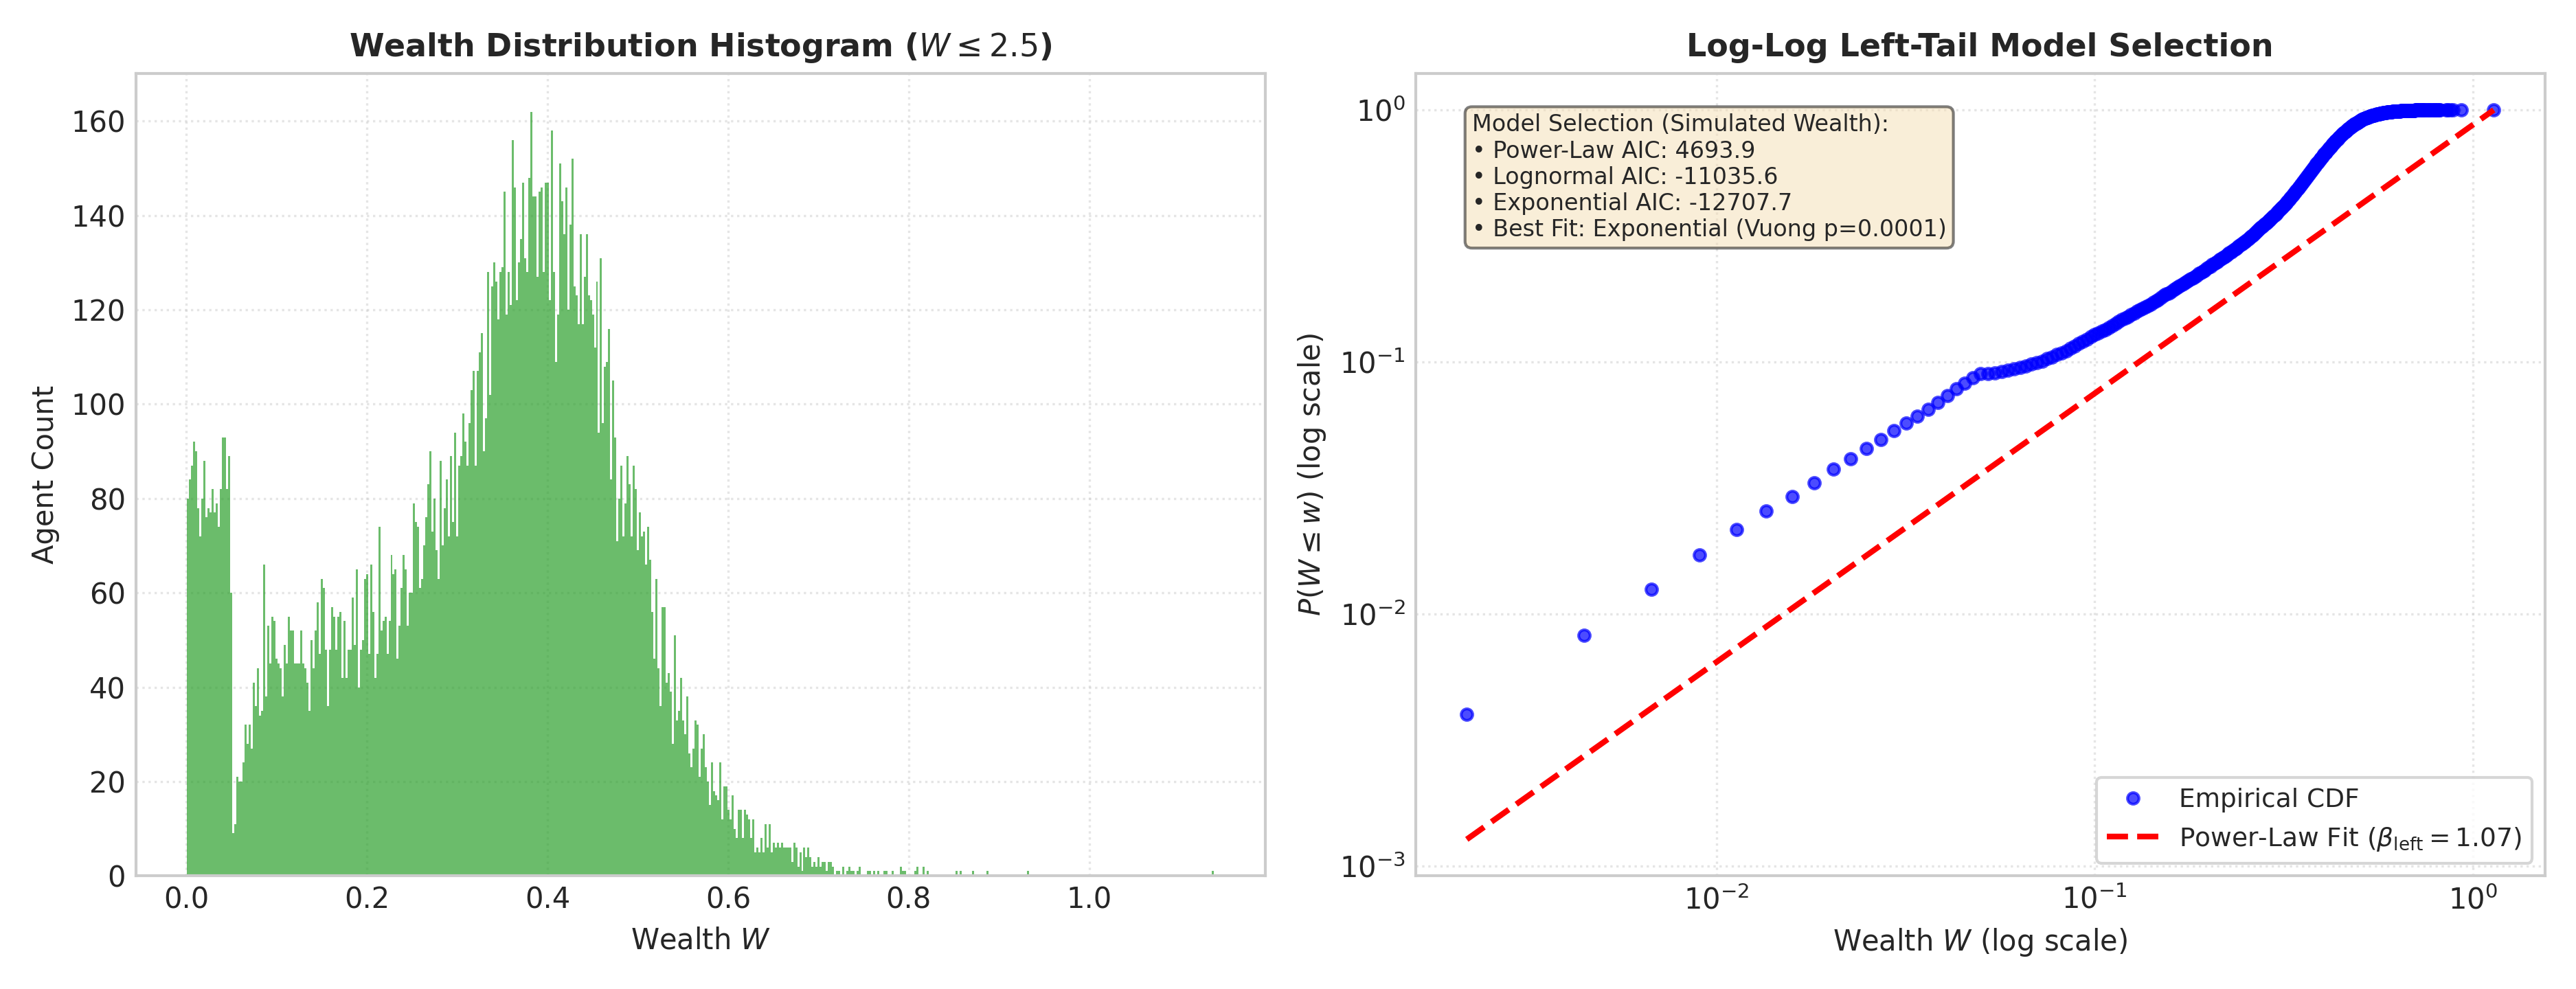 Wealth Distribution Histogram (W ≤ 2.5)
Agent Count
160
140
120
100
80
60
40
20
0
0.0 0.2 0.4 0.6 0.8 1.0
Wealth W
Log-Log Left-Tail Model Selection
P(W ≤ w) (log scale)
10⁰
10⁻¹
10⁻²
10⁻³
Model Selection (Simulated Wealth):
• Power-Law AIC: 4693.9
• Lognormal AIC: -11035.6
• Exponential AIC: -12707.7
• Best Fit: Exponential (Vuong p=0.0001)
Empirical CDF
Power-Law Fit (β_left = 1.07)
10⁻² 10⁻¹ 10⁰
Wealth W (log scale)